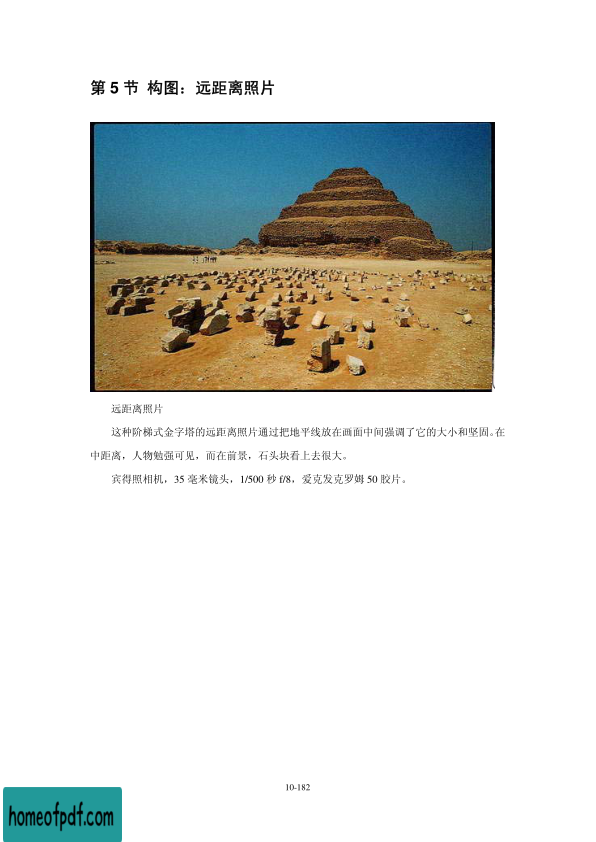 第 5 节 构图：远距离照片
远距离照片
这种阶梯式金字塔的远距离照片通过把地平线放在画面中间强调了它的大小和坚固。在
中距离，人物勉强可见，而在前景，石头块看上去很大。
宾得照相机，35 毫米镜头，1/500 秒 f/8，爱克发克罗姆 50 胶片。
10-182
homeofpdf.com